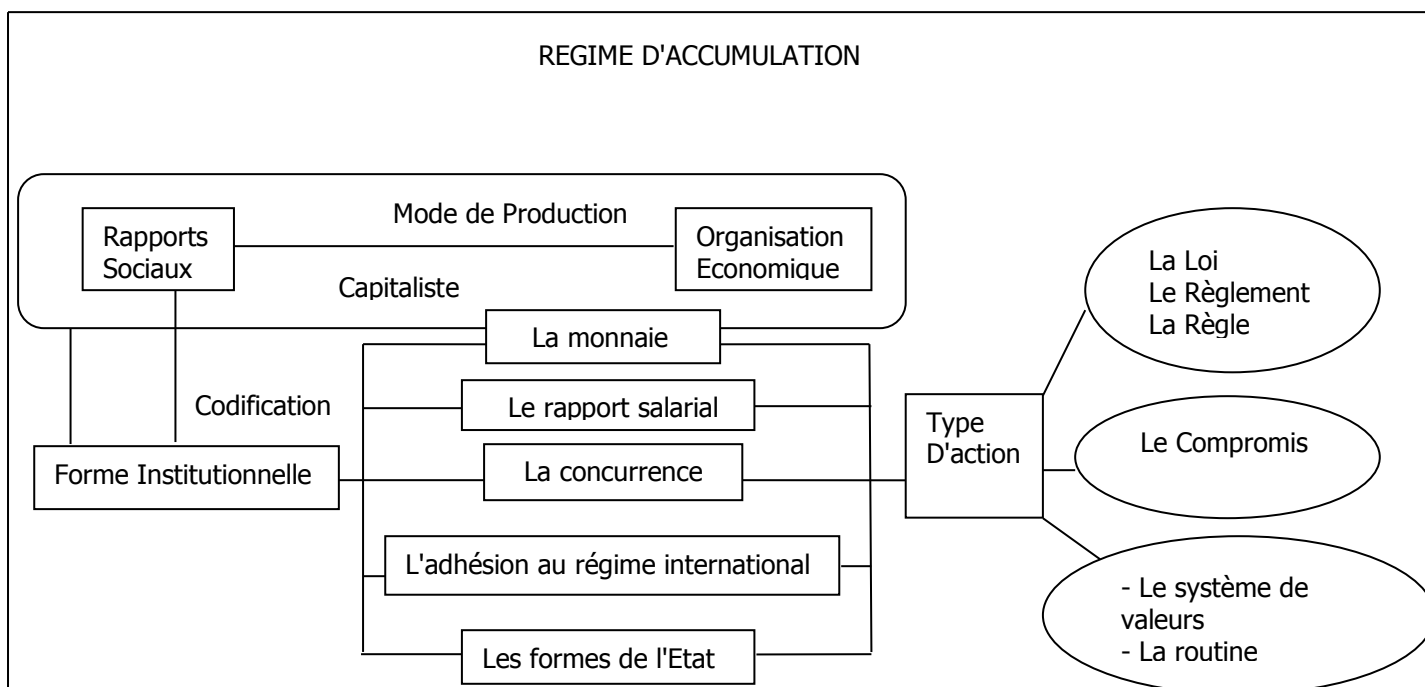 REGIME D'ACCUMULATION
Mode de Production
Rapports
Sociaux
Organisation
Economique
Capitaliste
La Loi
Le Règlement
La Règle
La monnaie
Codification
Le rapport salarial
Type
D'action
Le Compromis
Forme Institutionnelle
La concurrence
L'adhésion au régime international
- Le système de
valeurs
- La routine
Les formes de l'Etat